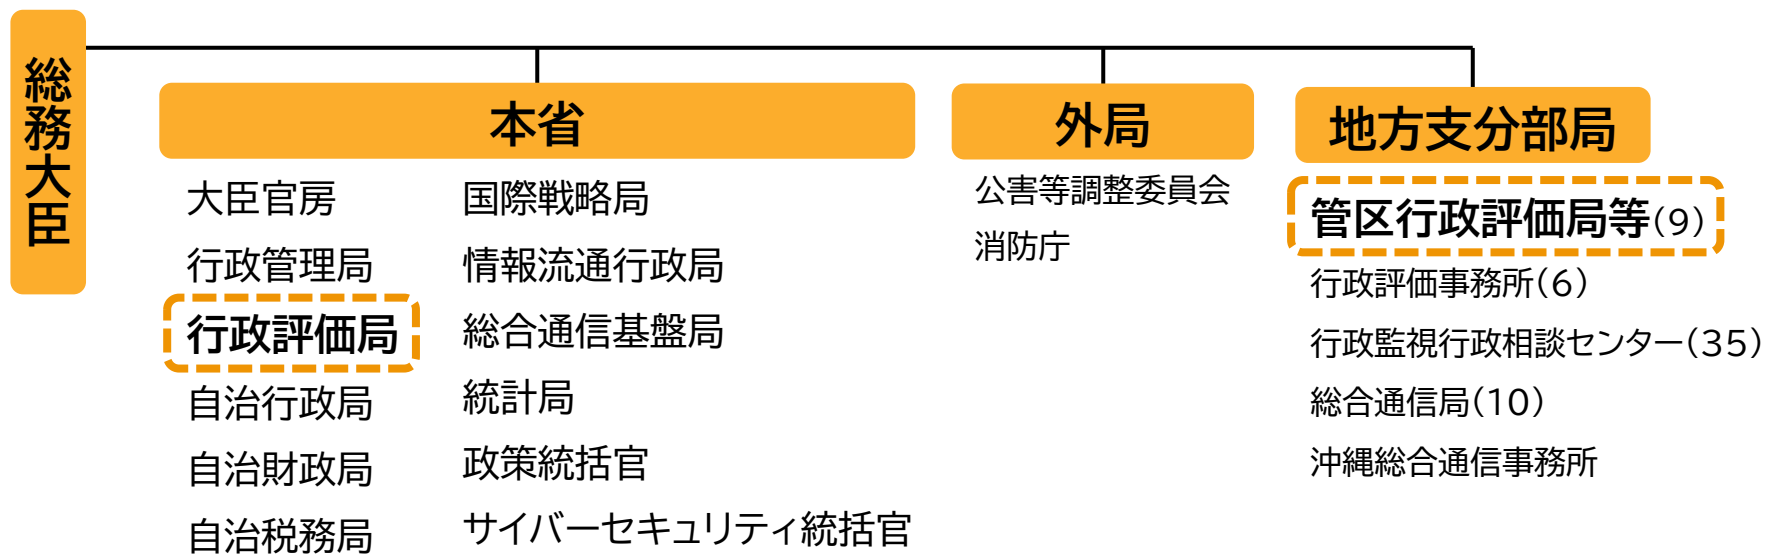 総務大臣
本省
大臣官房
行政管理局
行政評価局
自治行政局
自治財政局
自治税務局
国際戦略局
情報流通行政局
総合通信基盤局
統計局
政策統括官
サイバーセキュリティ統括官
外局
公害等調整委員会
消防庁
地方支分部局
管区行政評価局等(9)
行政評価事務所(6)
行政監視行政相談センター(35)
総合通信局(10)
沖縄総合通信事務所